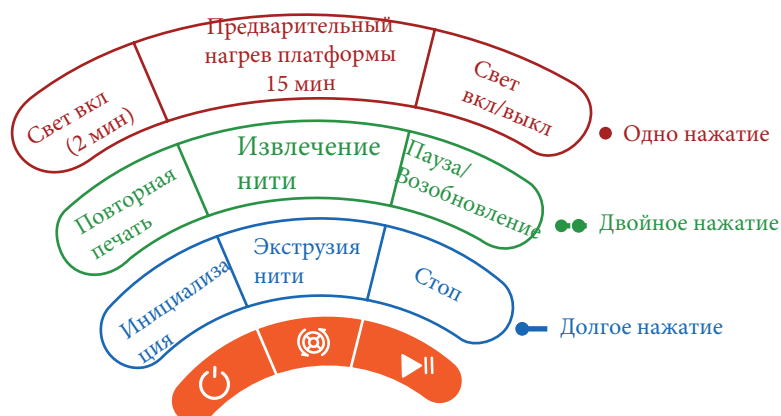 Свет вкл
(2 мин)
Предварительный
нагрев платформы
15 мин
Свет
вкл/выкл
Одно нажатие
Повторная
печать
Извлечение
нити
Пауза/
Возобновление
Двойное нажатие
Инициализа
ция
Экструзия
нити
Стоп
Долгое нажатие